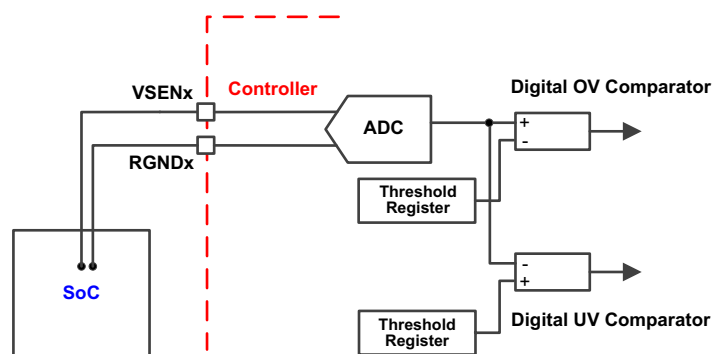 VSENx
Controller
Digital OV Comparator
ADC
+
-
RGNDx
Threshold
Register
-
+
SoC
Threshold
Register
Digital UV Comparator